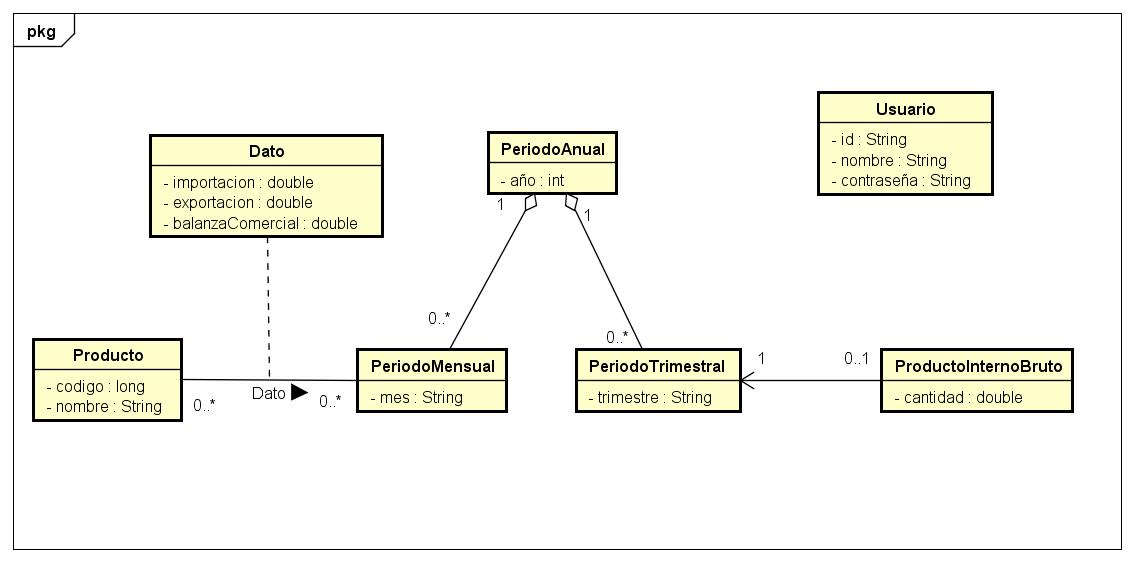 pkg
Usuario
- id : String
- nombre : String
- contraseña : String
PeriodoAnual
- año : int
Dato
- importacion : double
- exportacion : double
- balanzaComercial : double
1
1
0..*
0..*
Producto
- codigo : long
- nombre : String
0..*
Dato
0..*
PeriodoMensual
- mes : String
PeriodoTrimestral
- trimestre : String
1
0..1
ProductoInternoBruto
- cantidad : double